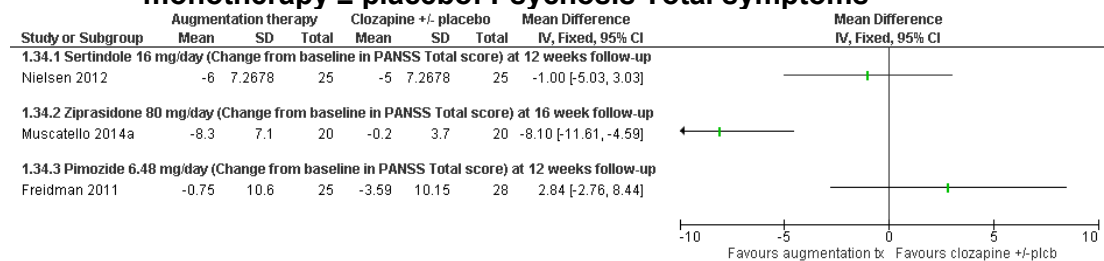 monotherapy ± placebo: Psychosis Total symptoms
Augmentation therapy Clozapine +/- placebo Mean Difference Mean Difference
Study or Subgroup Mean SD Total Mean SD Total IV, Fixed, 95% CI IV, Fixed, 95% CI
1.34.1 Sertindole 16 mg/day (Change from baseline in PANSS Total score) at 12 weeks follow-up
Nielsen 2012 -6 7.2678 25 -5 7.2678 25 -1.00 [-5.03, 3.03]
1.34.2 Ziprasidone 80 mg/day (Change from baseline in PANSS Total score) at 16 week follow-up
Muscatello 2014a -8.3 7.1 20 -0.2 3.7 20 -8.10 [-11.61, -4.59]
1.34.3 Pimozide 6.48 mg/day (Change from baseline in PANSS Total score) at 12 weeks follow-up
Freidman 2011 -0.75 10.6 25 -3.59 10.15 28 2.84 [-2.76, 8.44]
-10 -5 0 5 10
Favours augmentation tx Favours clozapine +/-plcb